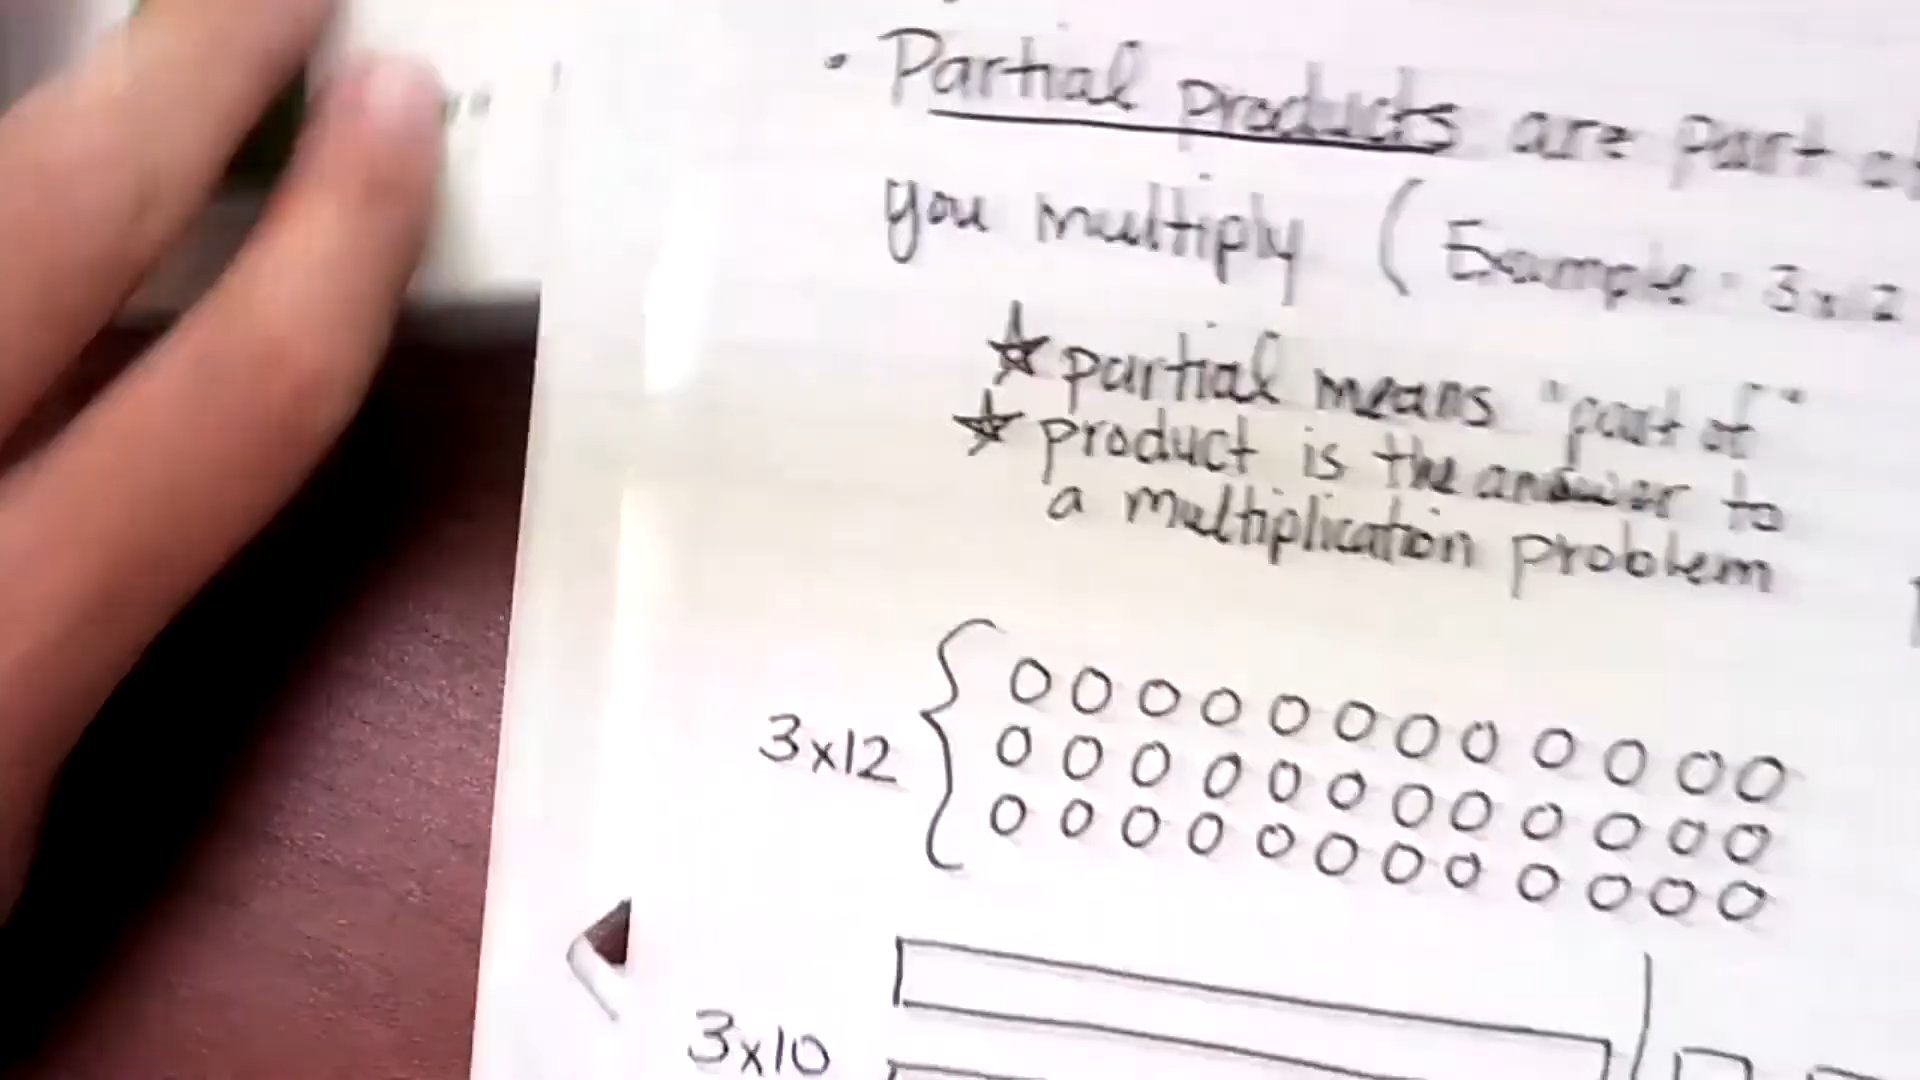 • Partial products are part of
you multiply (Example: 3x12
☆ partial means "part of"
☆ product is the answer to
a multiplication problem
3x12
3x10